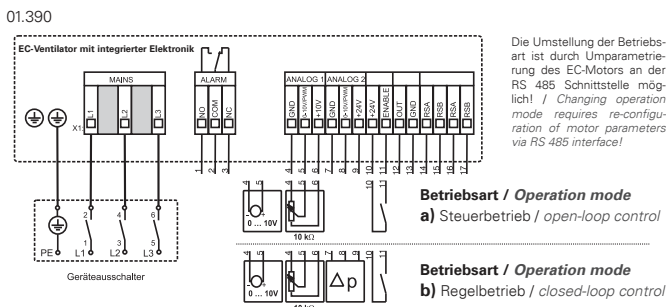 01.390
EC-Ventilator mit integrierter Elektronik
MAINS
ALARM
ANALOG 1 ANALOG 2
X1:
L1
L2
L3
NO
COM
NC
GND
0-10V/PWM
+10V
GND
0-10V/PWM
+24V
+24V
ENABLE
OUT
GND
RSA
RSB
RSA
RSB
1
2
3
4
5
6
7
8
9
10
11
12
13
14
15
16
17
2
4
6
1
3
5
PE
L1
L2
L3
Geräteausschalter
4
5
4
5
6
10
11
0 ... 10V
10 kΩ
Betriebsart / Operation mode
a) Steuerbetrieb / open-loop control
4
5
4
5
6
7
8
9
10
11
0 ... 10V
10 kΩ
Δp
Betriebsart / Operation mode
b) Regelbetrieb / closed-loop control
Die Umstellung der Betriebs-
art ist durch Umparametrie-
rung des EC-Motors an der
RS 485 Schnittstelle mög-
lich! / Changing operation
mode requires re-configu-
ration of motor parameters
via RS 485 interface!